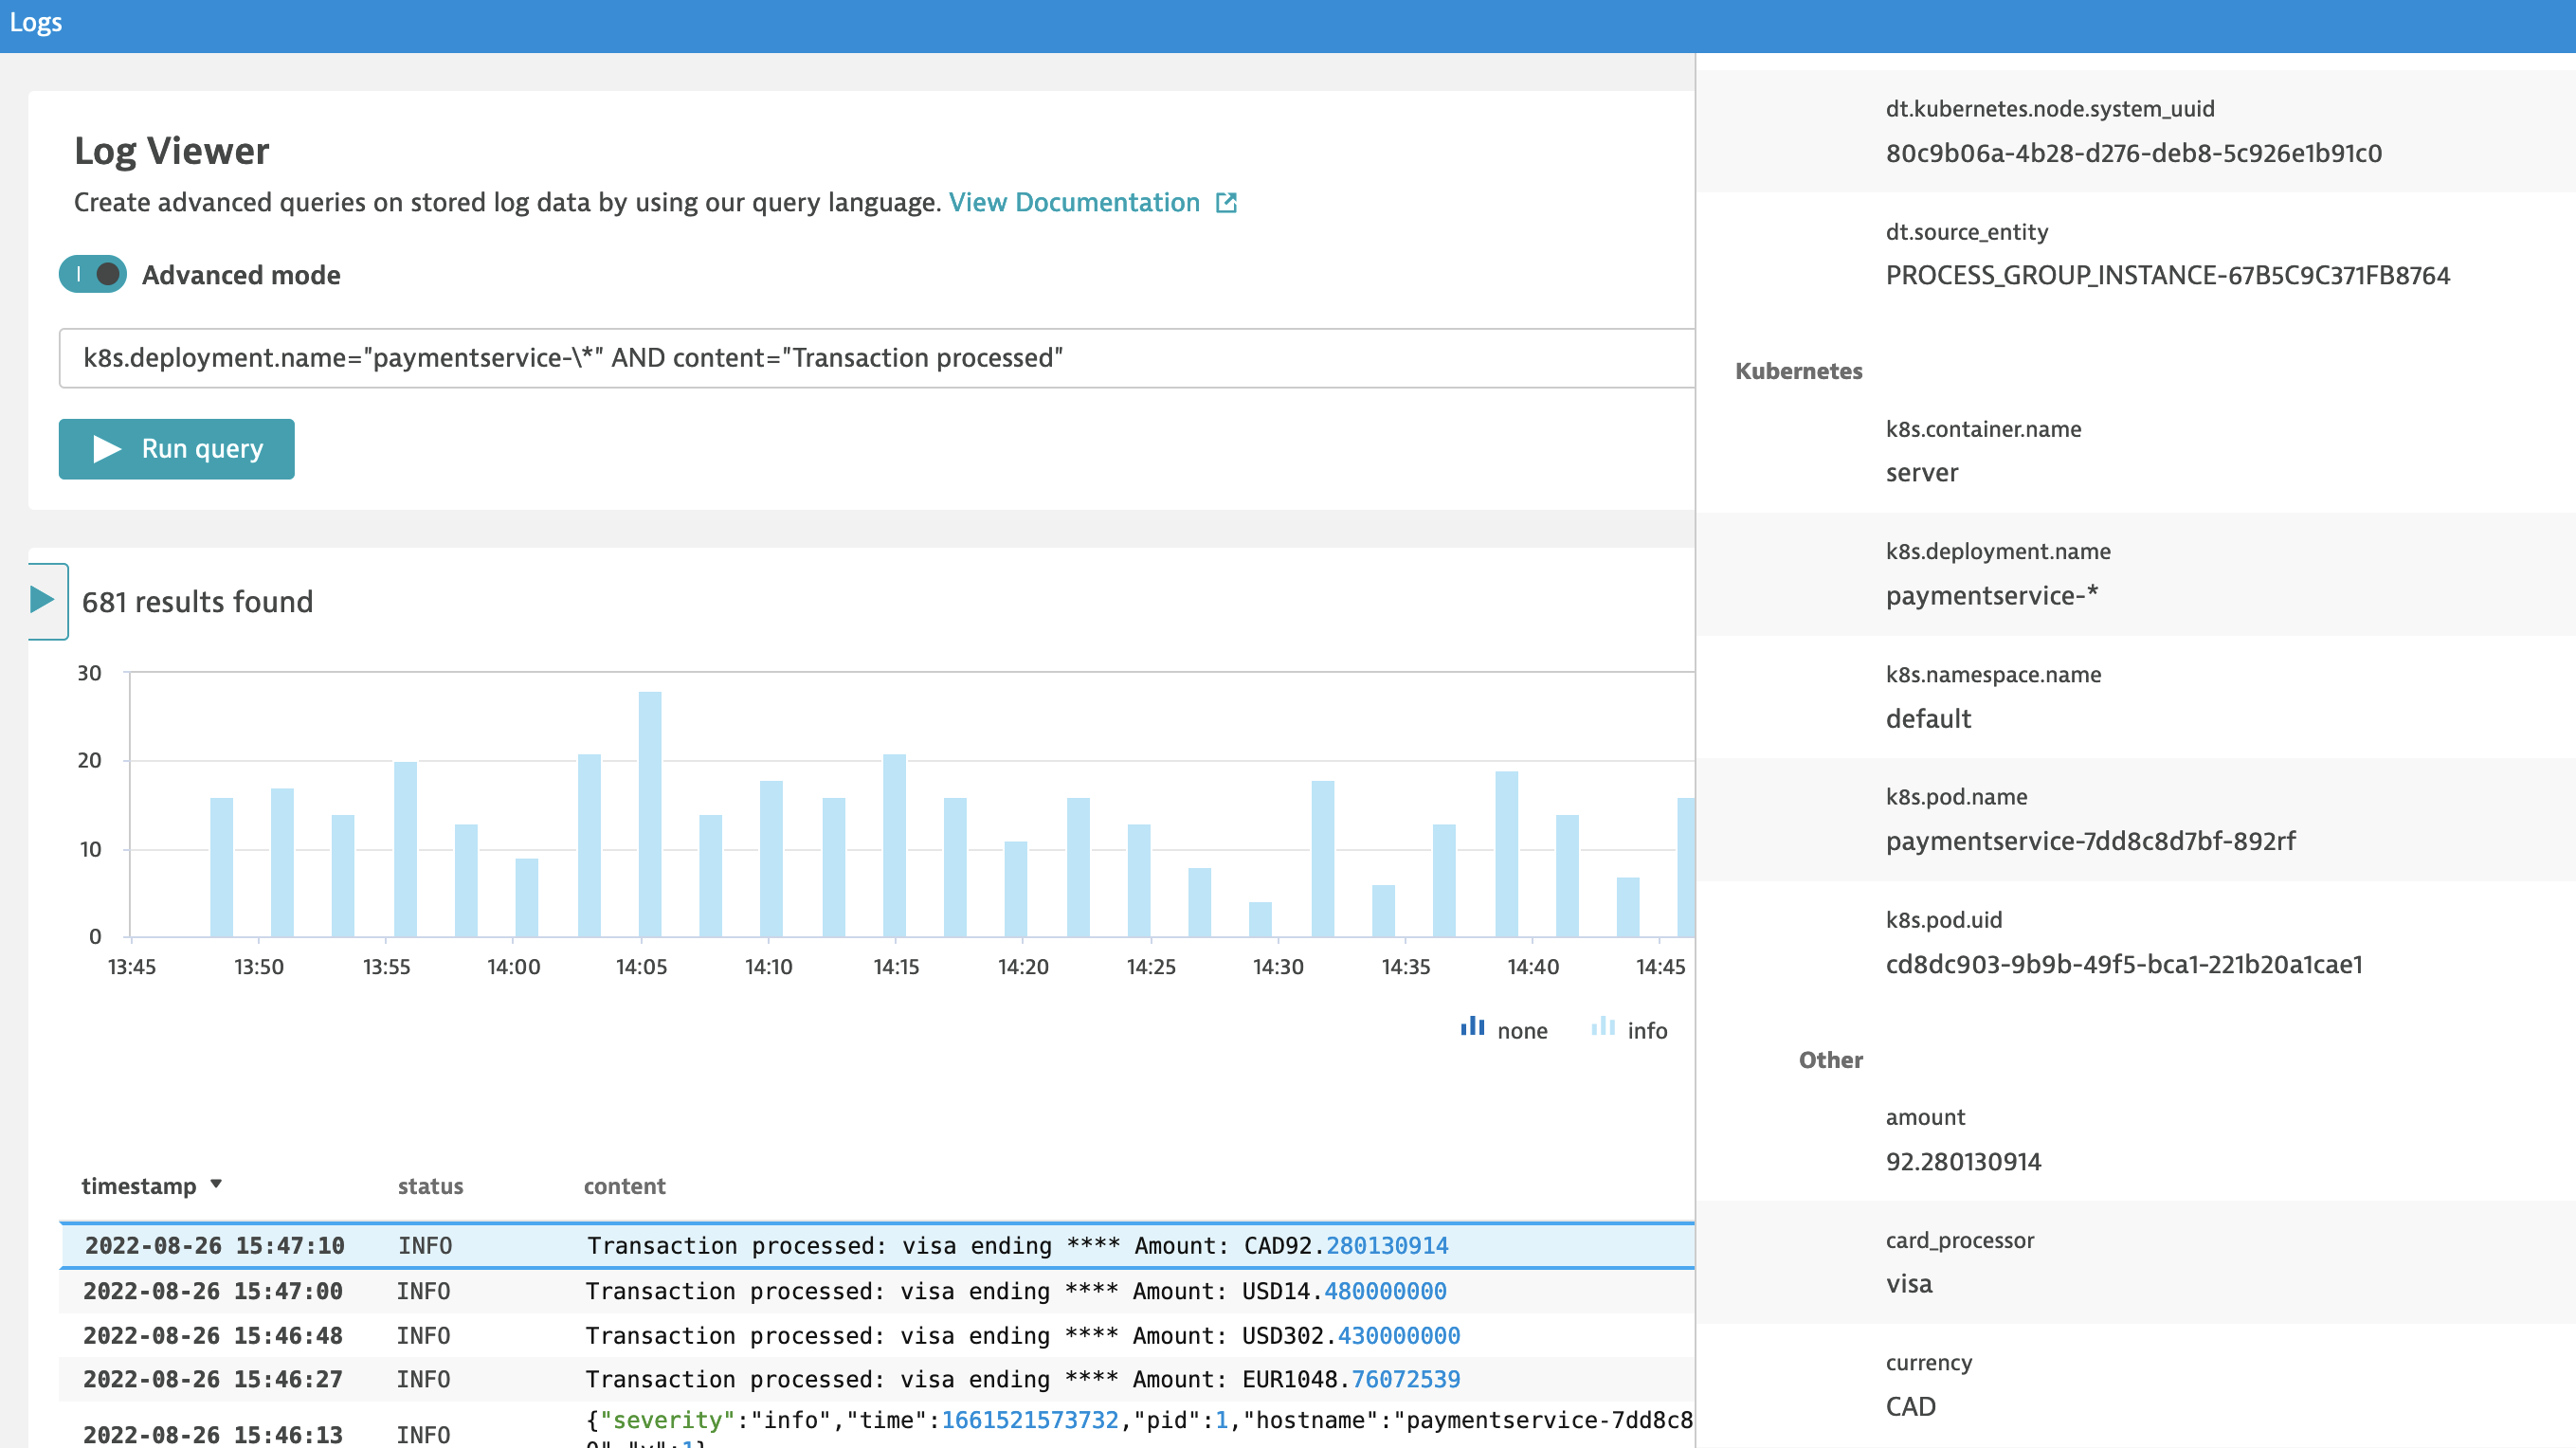 Logs
Log Viewer
Create advanced queries on stored log data by using our query language. View Documentation
Advanced mode
k8s.deployment.name="paymentservice-\*" AND content="Transaction processed"
Run query
681 results found
30
20
10
0
13:45 13:50 13:55 14:00 14:05 14:10 14:15 14:20 14:25 14:30 14:35 14:40 14:45
none info
timestamp status content
2022-08-26 15:47:10 INFO Transaction processed: visa ending **** Amount: CAD92.280130914
2022-08-26 15:47:00 INFO Transaction processed: visa ending **** Amount: USD14.480000000
2022-08-26 15:46:48 INFO Transaction processed: visa ending **** Amount: USD302.430000000
2022-08-26 15:46:27 INFO Transaction processed: visa ending **** Amount: EUR1048.76072539
2022-08-26 15:46:13 INFO {"severity":"info","time":1661521573732,"pid":1,"hostname":"paymentservice-7dd8c8
dt.kubernetes.node.system_uuid
80c9b06a-4b28-d276-deb8-5c926e1b91c0
dt.source_entity
PROCESS_GROUP_INSTANCE-67B5C9C371FB8764
Kubernetes
k8s.container.name
server
k8s.deployment.name
paymentservice-*
k8s.namespace.name
default
k8s.pod.name
paymentservice-7dd8c8d7bf-892rf
k8s.pod.uid
cd8dc903-9b9b-49f5-bca1-221b20a1cae1
Other
amount
92.280130914
card_processor
visa
currency
CAD